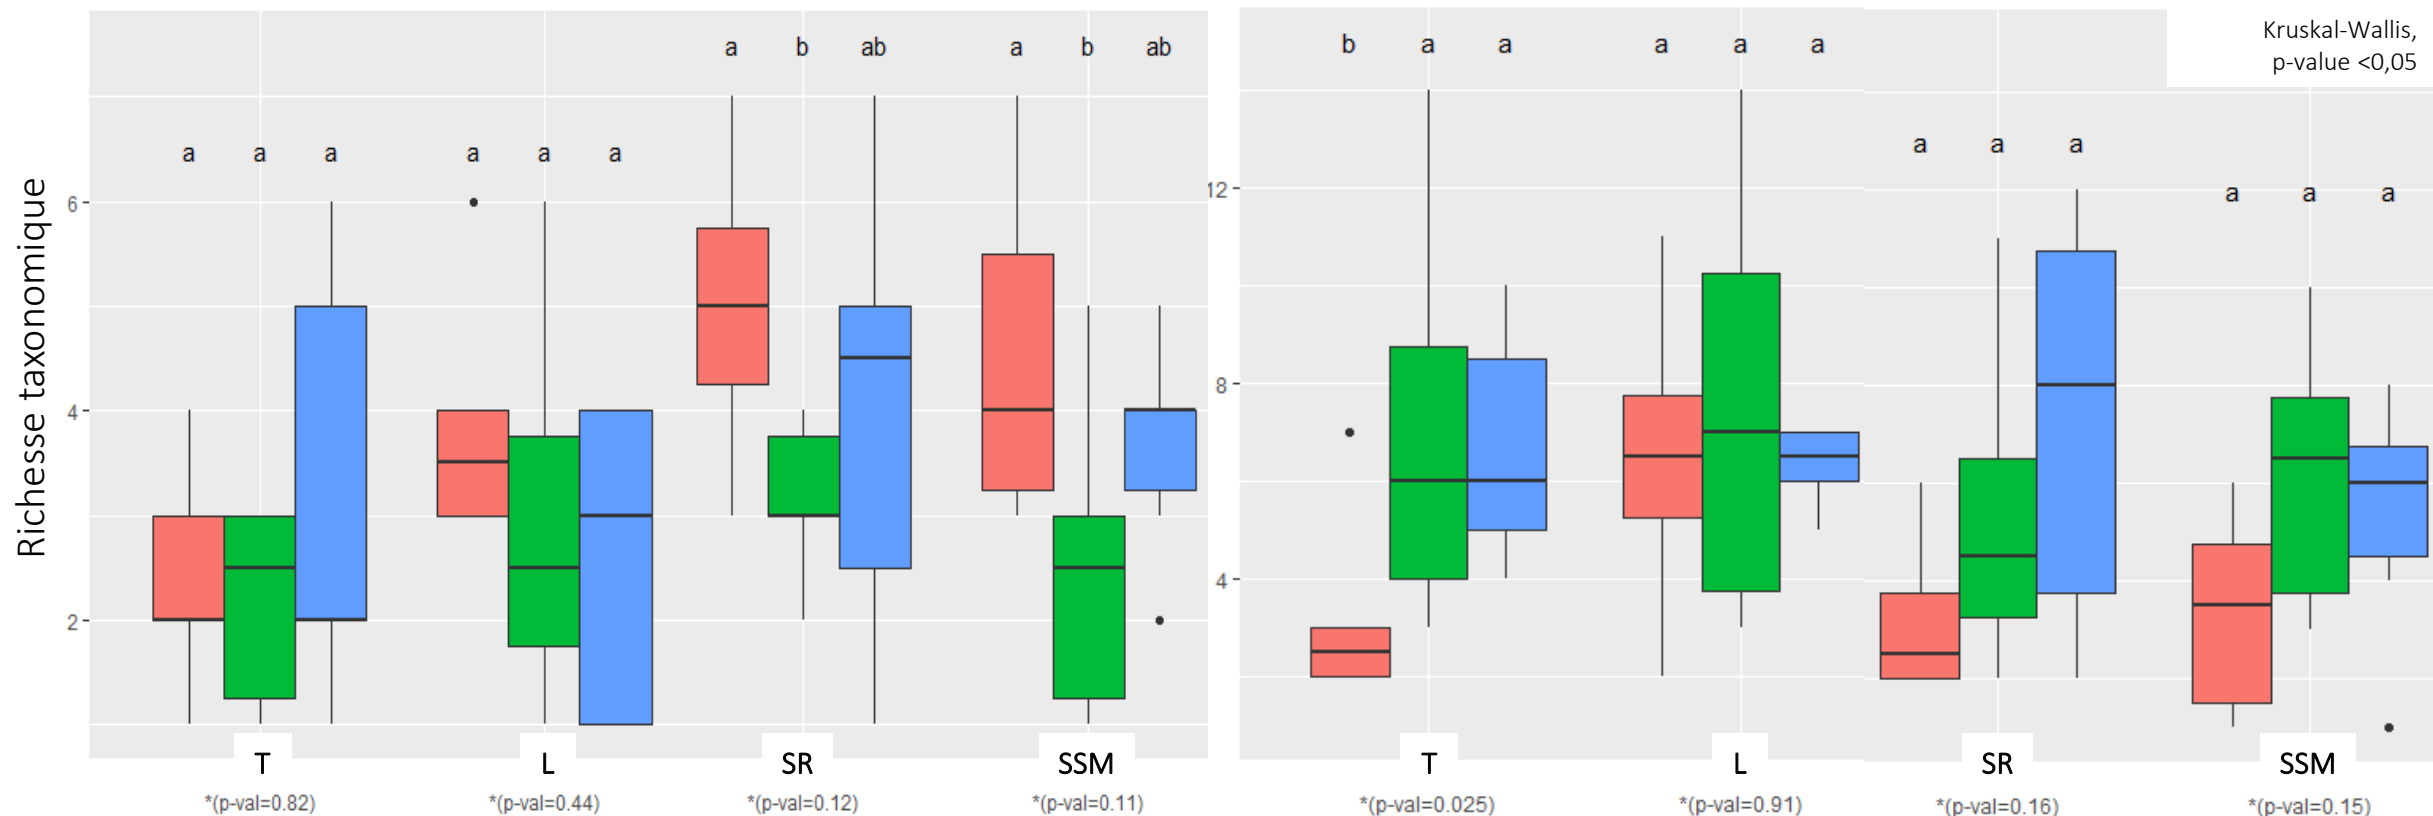 Kruskal-Wallis,
p-value <0,05
a b ab a b ab
a a a a a a
b a a a a a
a a a
a a a
Richesse taxonomique
6
4
2
12
8
4
T L SR SSM
*(p-val=0.82) *(p-val=0.44) *(p-val=0.12) *(p-val=0.11)
T L SR SSM
*(p-val=0.025) *(p-val=0.91) *(p-val=0.16) *(p-val=0.15)